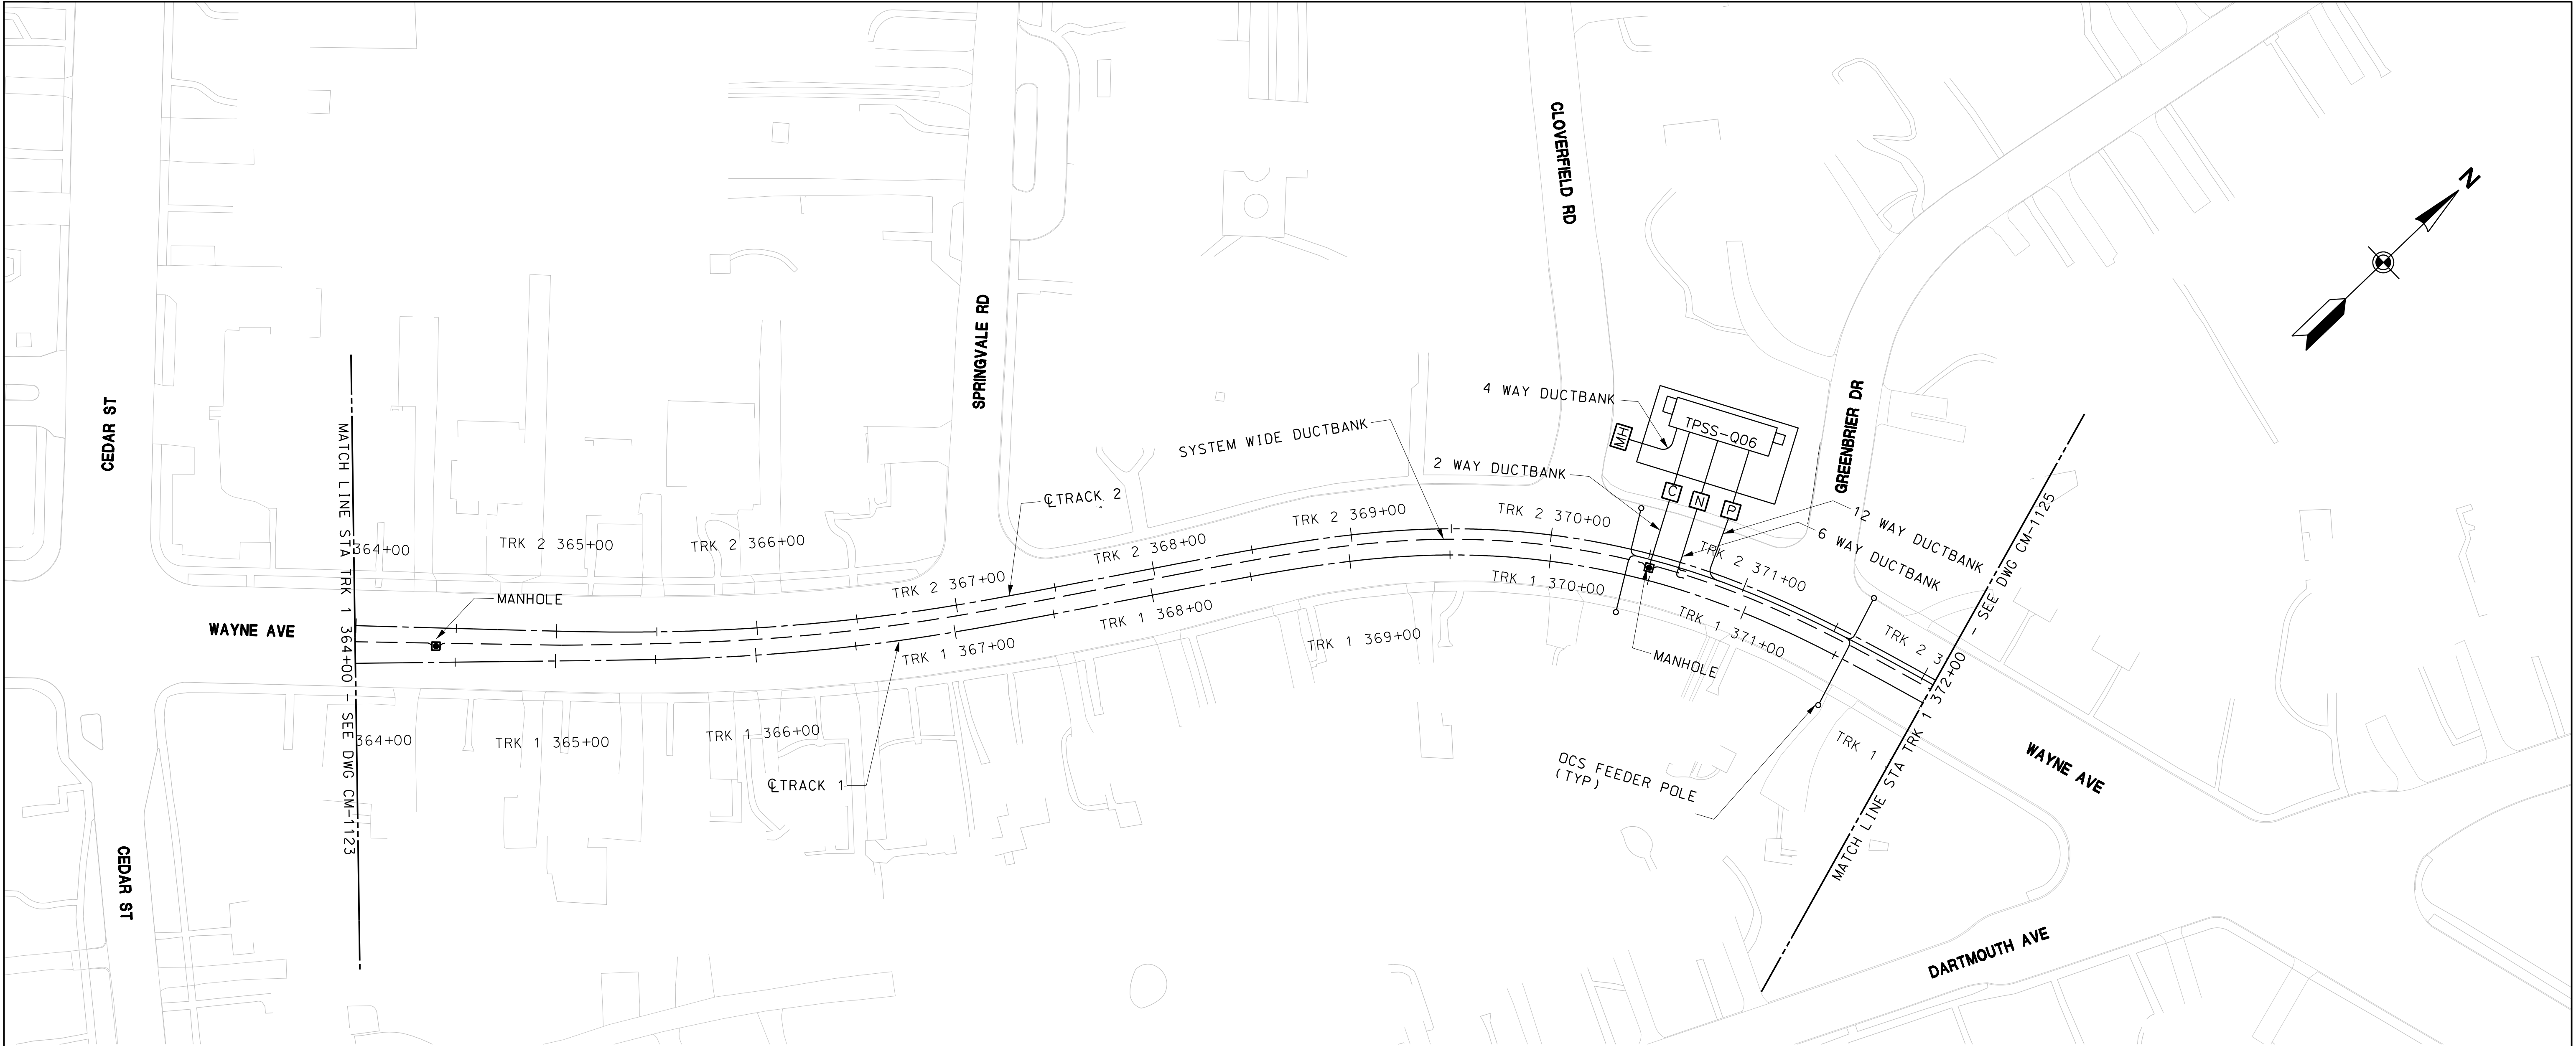 CEDAR ST
CEDAR ST
WAYNE AVE
MATCH LINE STA TRK 1 364+00 - SEE DWG CM-1123
364+00
364+00
MANHOLE
TRK 2 365+00
TRK 2 366+00
TRK 1 365+00
TRK 1 366+00
SPRINGVALE RD
℄ TRACK 2
℄ TRACK 1
TRK 2 367+00
TRK 1 367+00
TRK 2 368+00
TRK 1 368+00
SYSTEM WIDE DUCTBANK
TRK 2 369+00
TRK 1 369+00
CLOVERFIELD RD
4 WAY DUCTBANK
2 WAY DUCTBANK
TPSS-Q06
MH
C
N
P
TRK 2 370+00
TRK 1 370+00
GREENBRIER DR
12 WAY DUCTBANK
6 WAY DUCTBANK
TRK 2 371+00
TRK 1 371+00
MANHOLE
OCS FEEDER POLE
(TYP)
TRK 2 3
TRK 1
MATCH LINE STA TRK 1 372+00 - SEE DWG CM-1125
WAYNE AVE
DARTMOUTH AVE
N